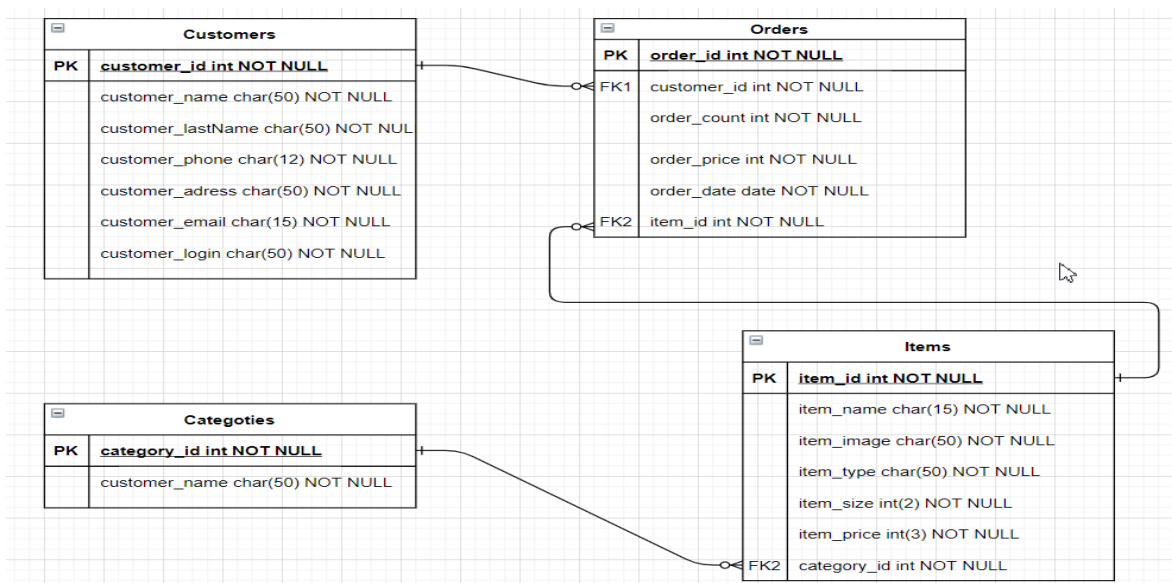 Customers
PK customer_id int NOT NULL
customer_name char(50) NOT NULL
customer_lastName char(50) NOT NUL
customer_phone char(12) NOT NULL
customer_adress char(50) NOT NULL
customer_email char(15) NOT NULL
customer_login char(50) NOT NULL
Orders
PK order_id int NOT NULL
FK1 customer_id int NOT NULL
order_count int NOT NULL
order_price int NOT NULL
order_date date NOT NULL
FK2 item_id int NOT NULL
Categoties
PK category_id int NOT NULL
customer_name char(50) NOT NULL
Items
PK item_id int NOT NULL
item_name char(15) NOT NULL
item_image char(50) NOT NULL
item_type char(50) NOT NULL
item_size int(2) NOT NULL
item_price int(3) NOT NULL
FK2 category_id int NOT NULL